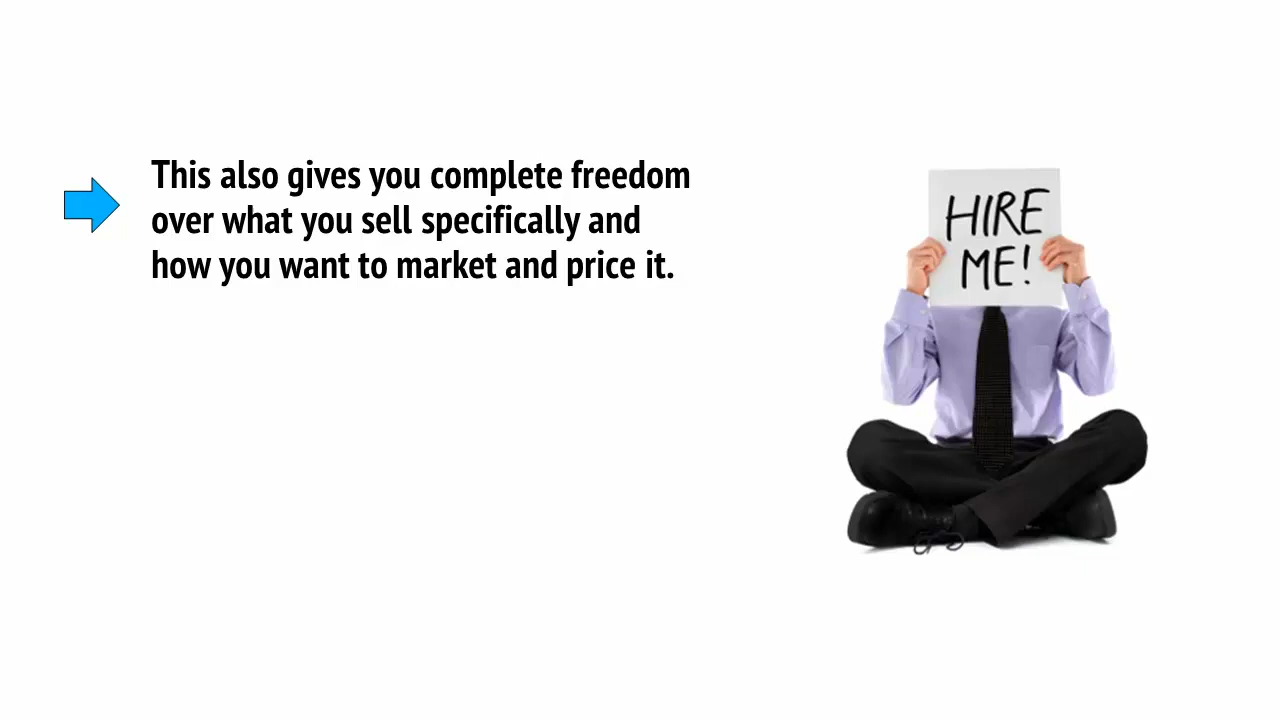 This also gives you complete freedom
over what you sell specifically and
how you want to market and price it.
HIRE
ME!